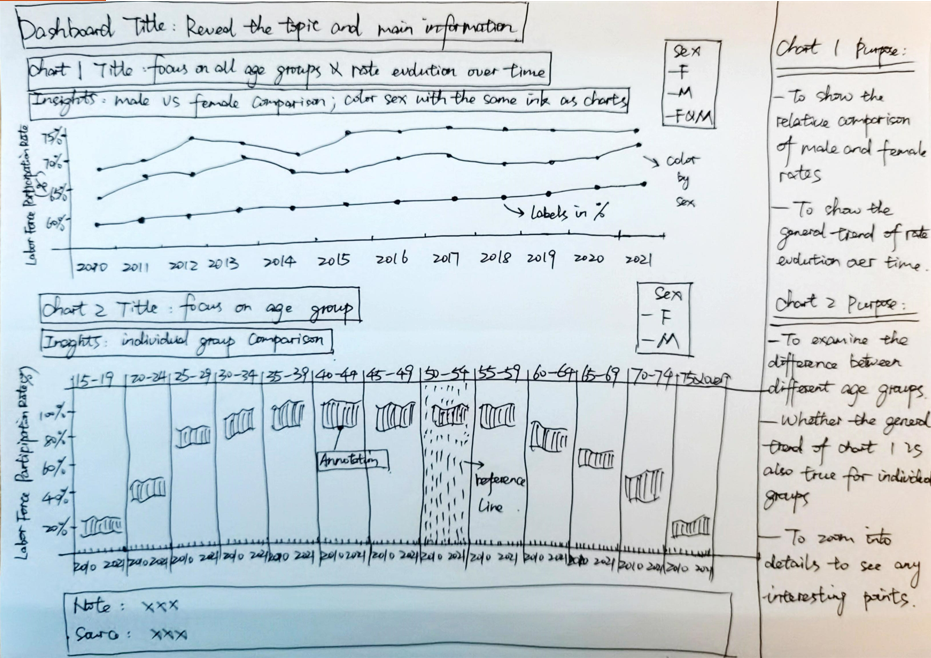 Dashboard Title: Reveal the topic and main information
Chart 1 Title: focus on all age groups & rate evolution over time
Insights: male vs female comparison; color sex with the same ink as charts
Sex
- F
- M
- F&M
Labor Force Participation Rate (%)
75%
70%
65%
60%
→ color by sex
→ Labels in %
2010 2011 2012 2013 2014 2015 2016 2017 2018 2019 2020 2021
Chart 2 Title: focus on age group
Insights: individual group Comparison
Sex
- F
- M
Labor Force Participation Rate(%)
15-19 20-24 25-29 30-34 35-39 40-44 45-49 50-54 55-59 60-64 65-69 70-74
100%
80%
60%
40%
20%
Annotation
→ reference Line
2010 2021 2010 2021 2010 2021 2010 2021 2010 2021 2010 2021 2010 2021 2010 2021 2010 2021 2010 2021 2010 2021 2010 2021 2010 2021
Note: xxx
xxx
Chart 1 Purpose:
- To show the
relative comparison
of male and female
rates
- To show the
general trend of rate
evolution over time.
Chart 2 Purpose:
- To examine the
difference between
different age groups.
- Whether the general
trend of chart 1 is
also true for individual
groups
- To zoom into
details to see any
interesting points.